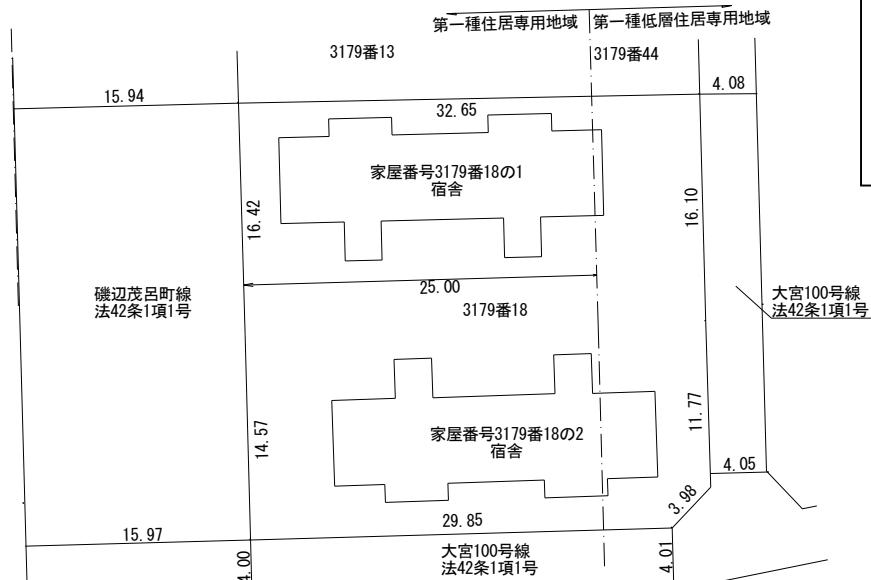 第一種住居専用地域
第一種低層住居専用地域
3179番13
3179番44
15.94
4.08
32.65
家屋番号3179番18の1
宿舎
16.42
16.10
25.00
磯辺茂呂町線
法42条1項1号
大宮100号線
法42条1項1号
3179番18
14.57
11.77
家屋番号3179番18の2
宿舎
4.05
3.98
29.85
15.97
大宮100号線
法42条1項1号
4.00
4.01